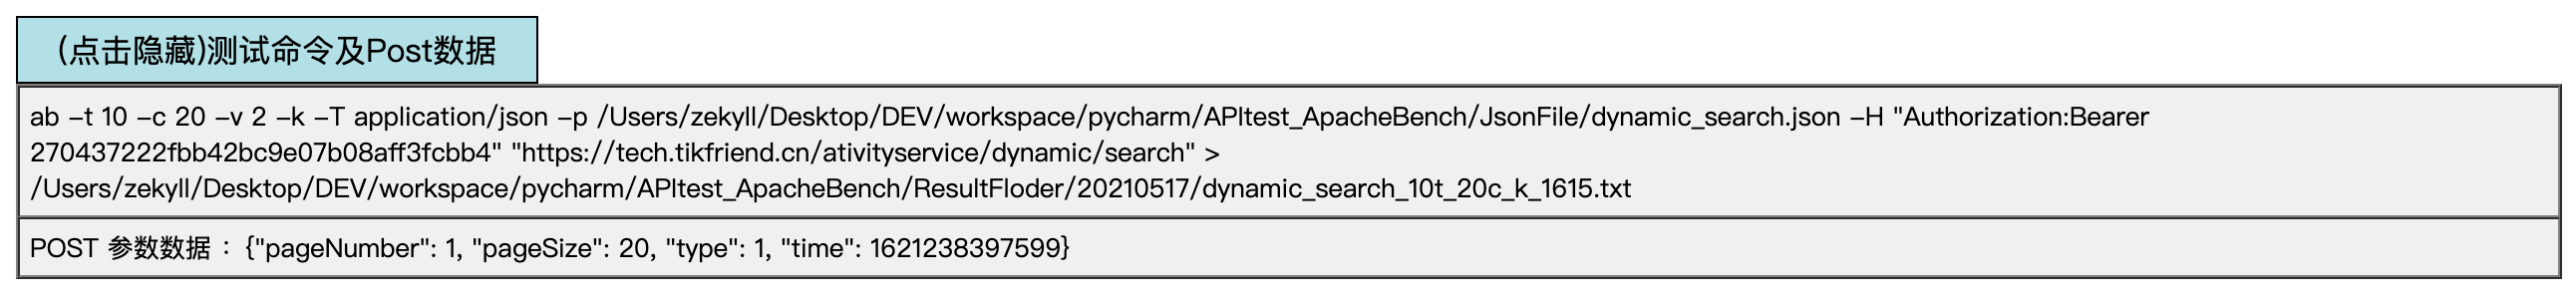 (点击隐藏)测试命令及Post数据
ab –t 10 –c 20 –v 2 –k –T application/json –p /Users/zekyll/Desktop/DEV/workspace/pycharm/APItest_ApacheBench/JsonFile/dynamic_search.json –H "Authorization:Bearer
270437222fbb42bc9e07b08aff3fcbb4" "https://tech.tikfriend.cn/ativityservice/dynamic/search" >
/Users/zekyll/Desktop/DEV/workspace/pycharm/APItest_ApacheBench/ResultFloder/20210517/dynamic_search_10t_20c_k_1615.txt
POST 参数数据 : {"pageNumber": 1, "pageSize": 20, "type": 1, "time": 1621238397599}